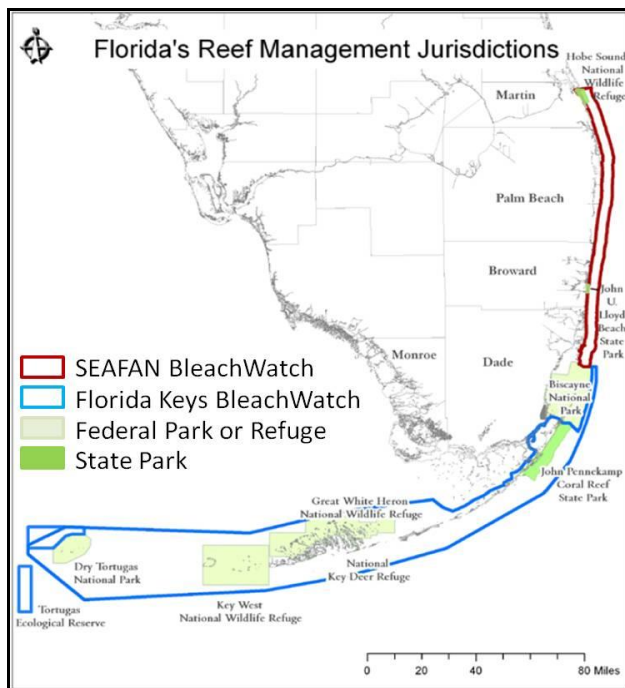 Florida's Reef Management Jurisdictions
Hobe Sound
National
Wildlife
Refuge
Martin
Palm Beach
Broward
John
U.
Lloyd
Beach
State
Park
Monroe
Dade
SEAFAN BleachWatch
Florida Keys BleachWatch
Federal Park or Refuge
State Park
Biscayne
National
Park
John Pennekamp
Coral Reef
State Park
Great White Heron
National Wildlife Refuge
Dry Tortugas
National Park
National
Key Deer Refuge
Key West
National Wildlife Refuge
Tortugas
Ecological Reserve
0 20 40 60 80 Miles